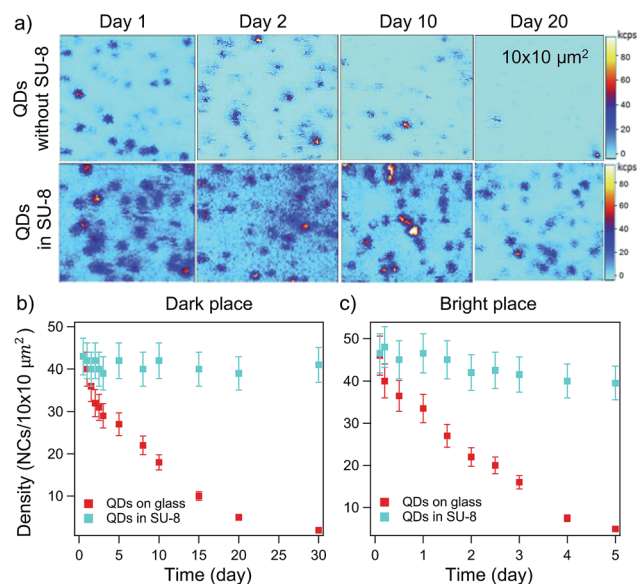 a)
Day 1 Day 2 Day 10 Day 20
QDs
without SU-8
10x10 µm²
kcps
80
60
40
20
0
QDs
in SU-8
kcps
80
60
40
20
0
b) Dark place
Density (NCs/10x10 µm²)
50
40
30
20
10
QDs on glass
QDs in SU-8
0 5 10 15 20 25 30
Time (day)
c) Bright place
50
40
30
20
10
QDs on glass
QDs in SU-8
0 1 2 3 4 5
Time (day)